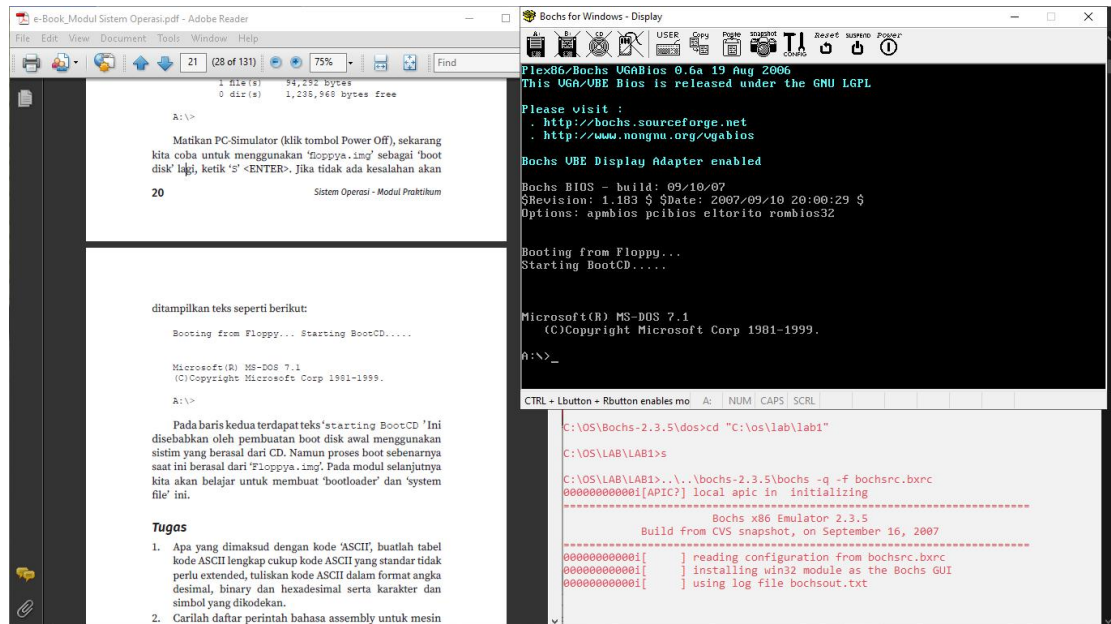 e-Book_Modul Sistem Operasi.pdf - Adobe Reader
File Edit View Document Tools Window Help
21 (28 of 131) 75% Find
1 file(s) 94,292 bytes
0 dir(s) 1,235,968 bytes free
A:\>
Matikan PC-Simulator (klik tombol Power Off), sekarang
kita coba untuk menggunakan ‘floppya.img’ sebagai ‘boot
disk’ lagi, ketik ‘S’ <ENTER>. Jika tidak ada kesalahan akan
20 Sistem Operasi - Modul Praktikum
ditampilkan teks seperti berikut:
Booting from Floppy... Starting BootCD.....
Microsoft(R) MS-DOS 7.1
(C)Copyright Microsoft Corp 1981-1999.
A:\>
Pada baris kedua terdapat teks ‘starting BootCD ’Ini
disebabkan oleh pembuatan boot disk awal menggunakan
sistim yang berasal dari CD. Namun proses boot sebenarnya
saat ini berasal dari ‘Floppya.img’. Pada modul selanjutnya
kita akan belajar untuk membuat ‘bootloader’ dan ‘system
file’ ini.
Tugas
1. Apa yang dimaksud dengan kode ‘ASCII’, buatlah tabel
kode ASCII lengkap cukup kode ASCII yang standar tidak
perlu extended, tuliskan kode ASCII dalam format angka
desimal, binary dan hexadesimal serta karakter dan
simbol yang dikodekan.
2. Carilah daftar perintah bahasa assembly untuk mesin
Bochs for Windows - Display
A: B: CD USER Copy Paste snapshot CONFIG Reset suspend Power
Plex86/Bochs VGABios 0.6a 19 Aug 2006
This VGA/VBE Bios is released under the GNU LGPL
Please visit :
. http://bochs.sourceforge.net
. http://www.nongnu.org/vgabios
Bochs VBE Display Adapter enabled
Bochs BIOS - build: 09/10/07
$Revision: 1.183 $ $Date: 2007/09/10 20:00:29 $
Options: apmbios pcibios eltorito rombios32
Booting from Floppy...
Starting BootCD.....
Microsoft(R) MS-DOS 7.1
(C)Copyright Microsoft Corp 1981-1999.
A:\>_
CTRL + Lbutton + Rbutton enables mo A: NUM CAPS SCRL
C:\OS\Bochs-2.3.5\dos>cd "C:\os\lab\lab1"
C:\OS\LAB\LAB1>s
C:\OS\LAB\LAB1>..\..\bochs-2.3.5\bochs -q -f bochsrc.bxrc
00000000000i[APIC?] local apic in initializing
========================================================================
Bochs x86 Emulator 2.3.5
Build from CVS snapshot, on September 16, 2007
========================================================================
00000000000i[ ] reading configuration from bochsrc.bxrc
00000000000i[ ] installing win32 module as the Bochs GUI
00000000000i[ ] using log file bochsout.txt